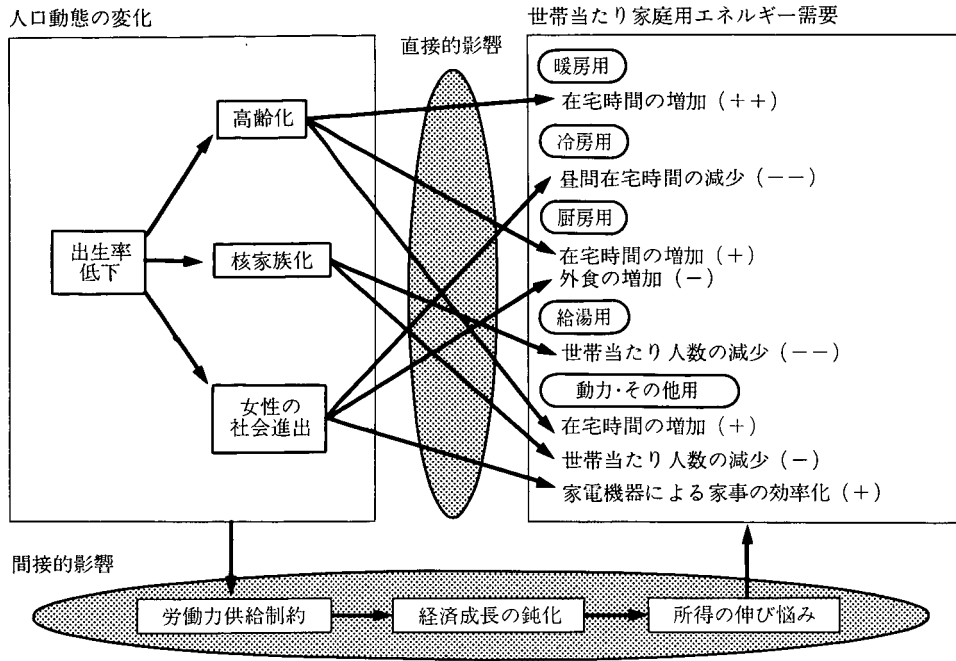 人口動態の変化
出生率
低下
高齢化
核家族化
女性の
社会進出
直接的影響
世帯当たり家庭用エネルギー需要
暖房用
在宅時間の増加（＋＋）
冷房用
昼間在宅時間の減少（－－）
厨房用
在宅時間の増加（＋）
外食の増加（－）
給湯用
世帯当たり人数の減少（－－）
動力・その他用
在宅時間の増加（＋）
世帯当たり人数の減少（－）
家電機器による家事の効率化（＋）
間接的影響
労働力供給制約
経済成長の鈍化
所得の伸び悩み